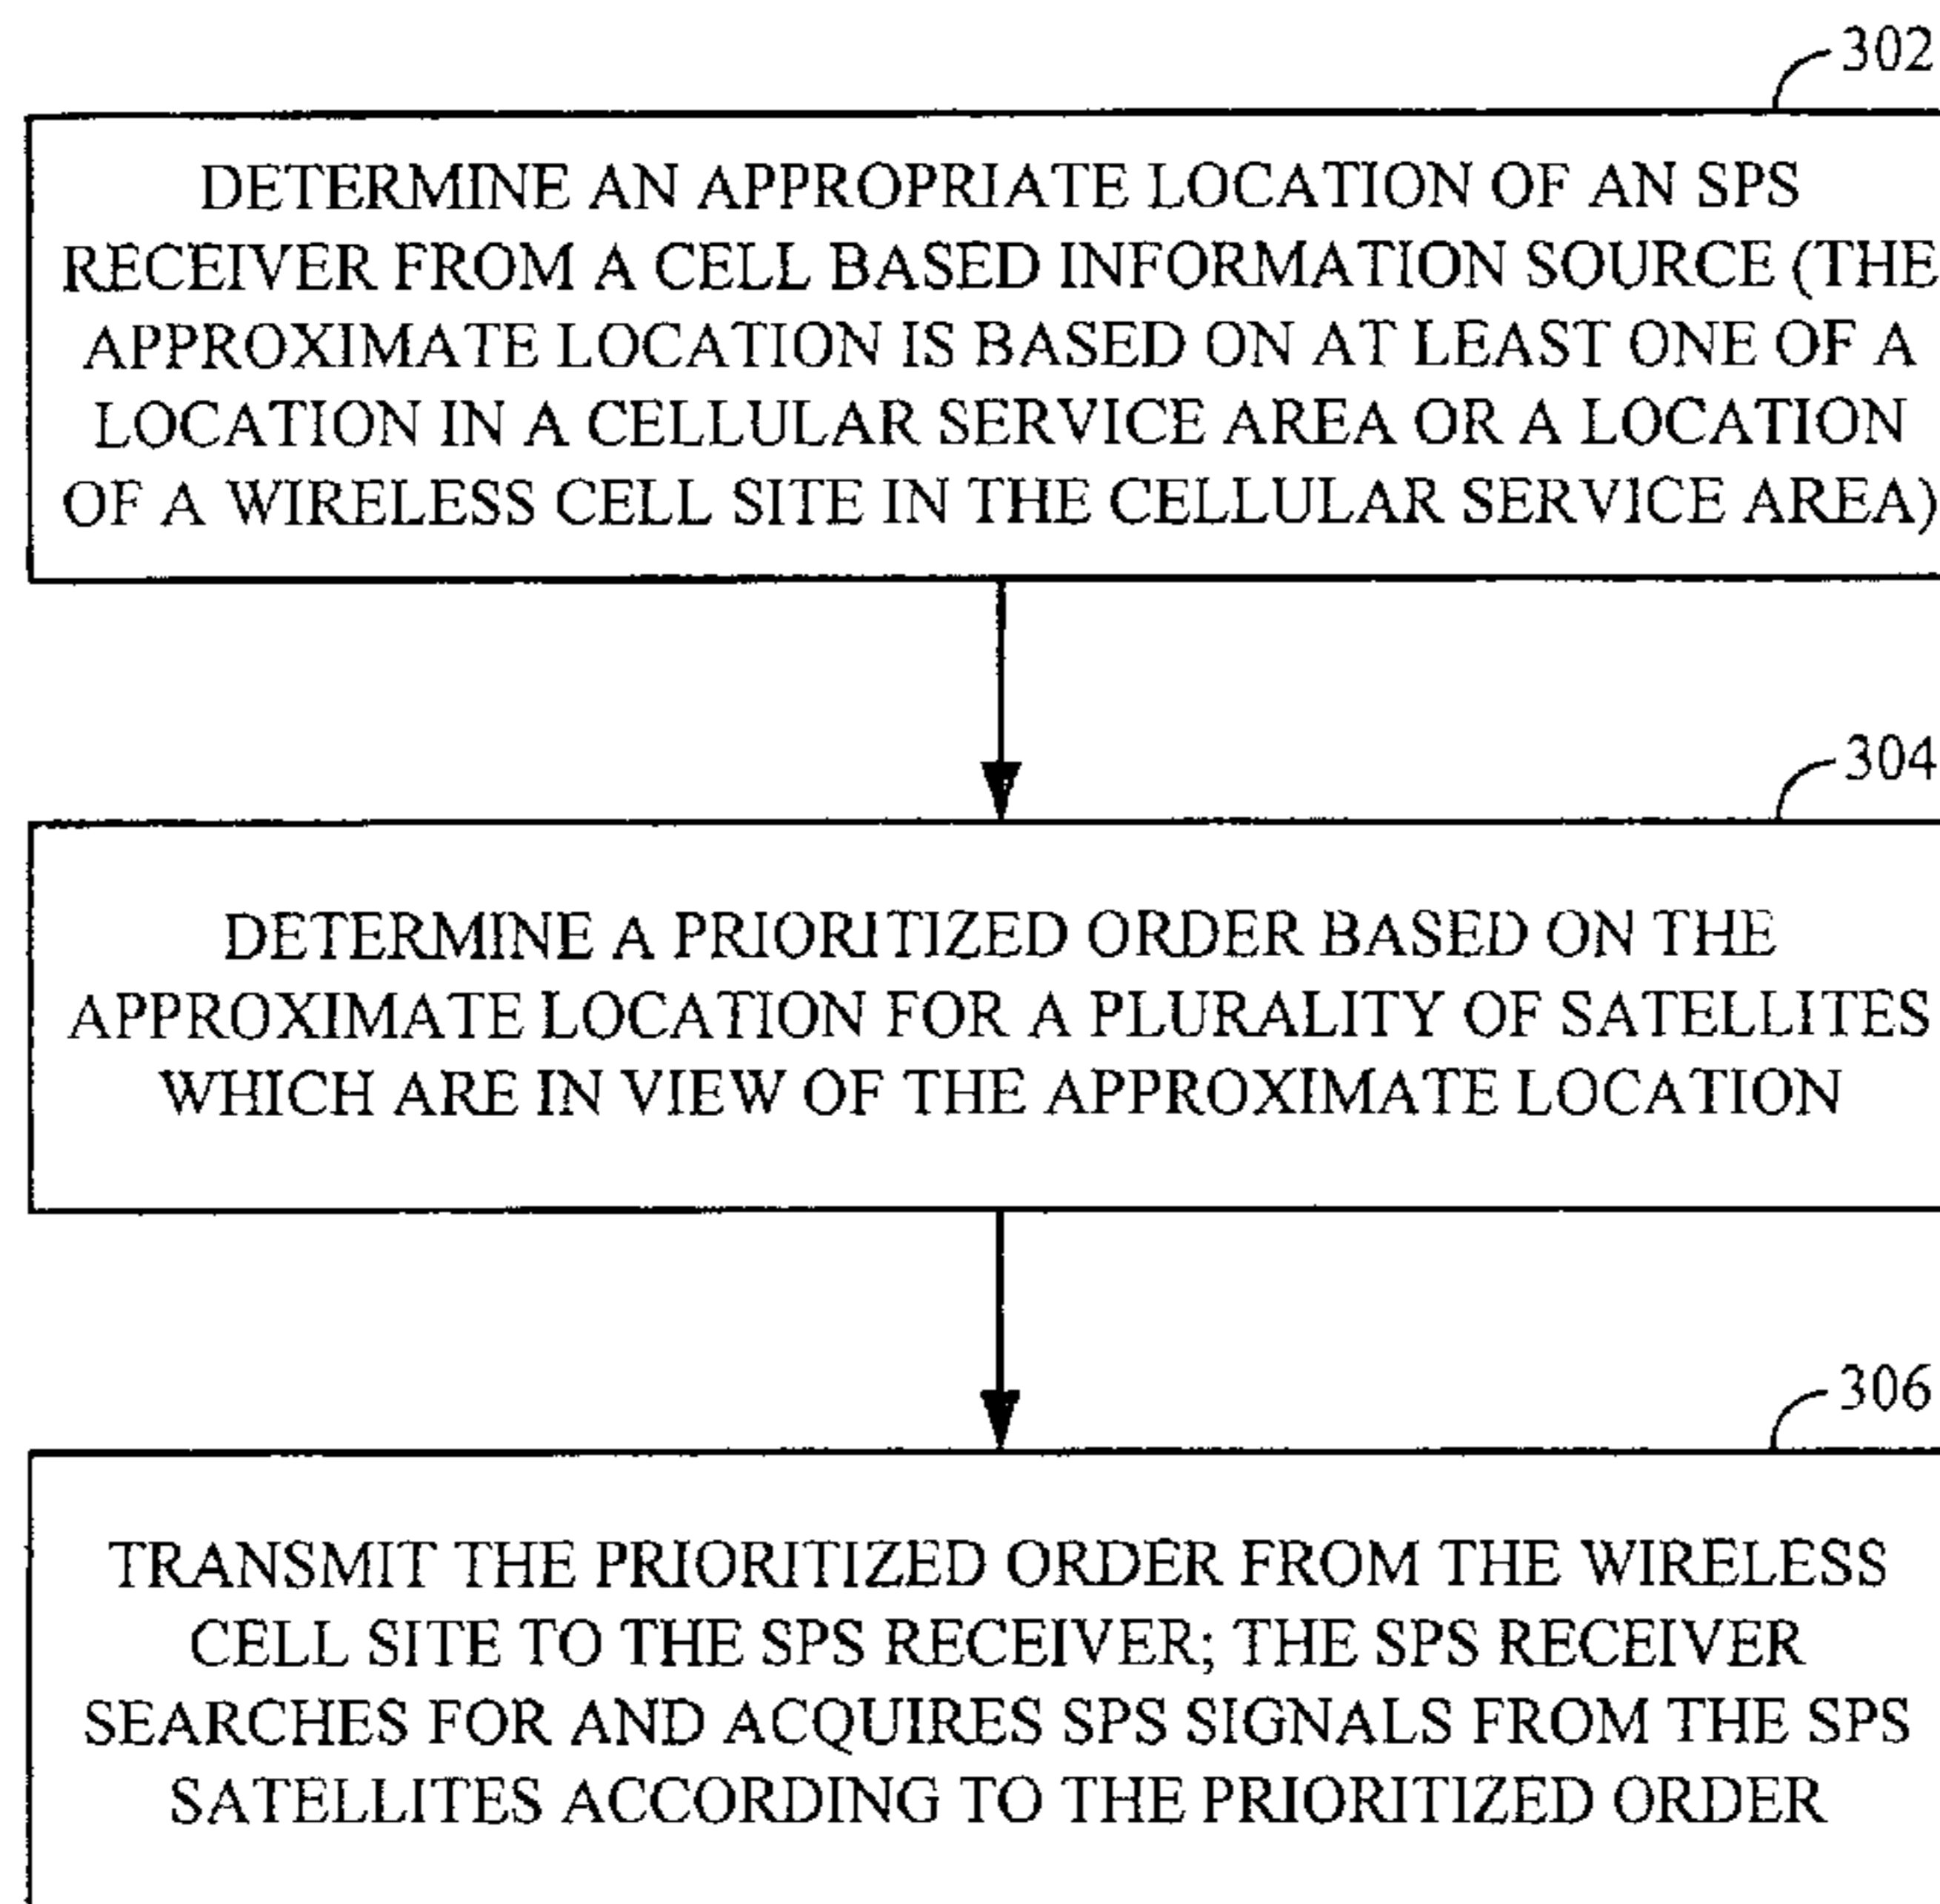 302
DETERMINE AN APPROPRIATE LOCATION OF AN SPS
RECEIVER FROM A CELL BASED INFORMATION SOURCE (THE
APPROXIMATE LOCATION IS BASED ON AT LEAST ONE OF A
LOCATION IN A CELLULAR SERVICE AREA OR A LOCATION
OF A WIRELESS CELL SITE IN THE CELLULAR SERVICE AREA)
304
DETERMINE A PRIORITIZED ORDER BASED ON THE
APPROXIMATE LOCATION FOR A PLURALITY OF SATELLITES
WHICH ARE IN VIEW OF THE APPROXIMATE LOCATION
306
TRANSMIT THE PRIORITIZED ORDER FROM THE WIRELESS
CELL SITE TO THE SPS RECEIVER; THE SPS RECEIVER
SEARCHES FOR AND ACQUIRES SPS SIGNALS FROM THE SPS
SATELLITES ACCORDING TO THE PRIORITIZED ORDER